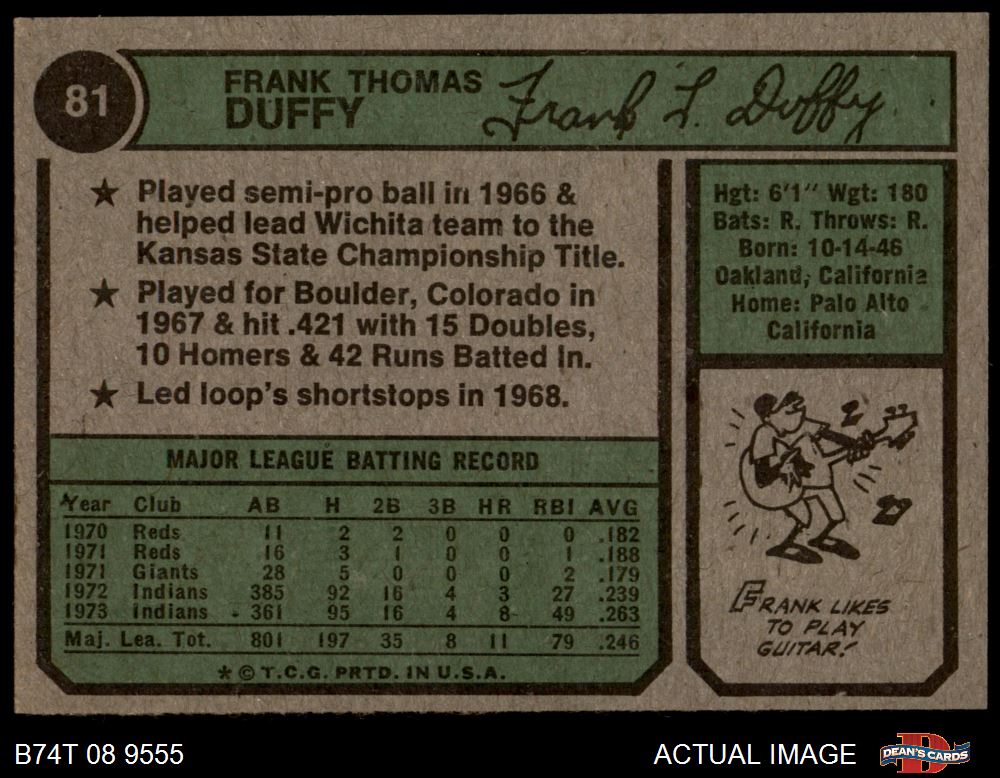 81
FRANK THOMAS
DUFFY
Frank T. Duffy
★ Played semi-pro ball in 1966 &
helped lead Wichita team to the
Kansas State Championship Title.
★ Played for Boulder, Colorado in
1967 & hit .421 with 15 Doubles,
10 Homers & 42 Runs Batted In.
★ Led loop's shortstops in 1968.
Hgt: 6'1" Wgt: 180
Bats: R. Throws: R.
Born: 10-14-46
Oakland, California
Home: Palo Alto
California
MAJOR LEAGUE BATTING RECORD
Year Club AB H 2B 3B HR RBI AVG
1970 Reds 11 2 2 0 0 0 .182
1971 Reds 16 3 1 0 0 1 .188
1971 Giants 28 5 0 0 0 2 .179
1972 Indians 385 92 16 4 3 27 .239
1973 Indians 361 95 16 4 8 49 .263
Maj. Lea. Tot. 801 197 35 8 11 79 .246
* © T.C.G. PRTD. IN U.S.A.
FRANK LIKES
TO PLAY
GUITAR!
B74T 08 9555
ACTUAL IMAGE
DEAN'S CARDS